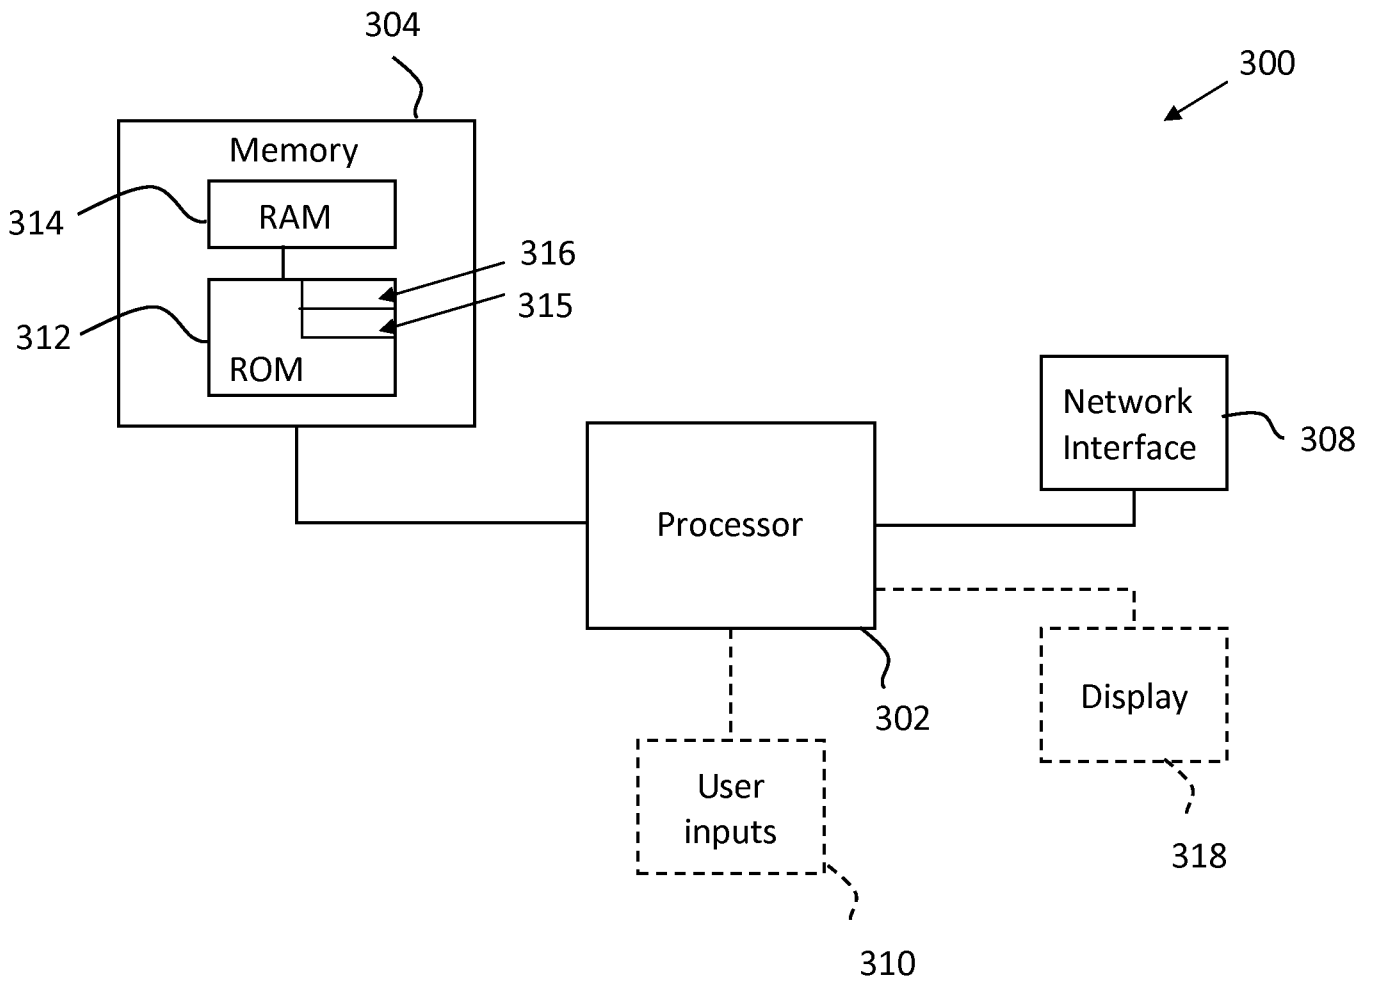 304
300
Memory
314
RAM
316
315
312
ROM
Network
Interface
308
Processor
302
Display
User
inputs
318
310